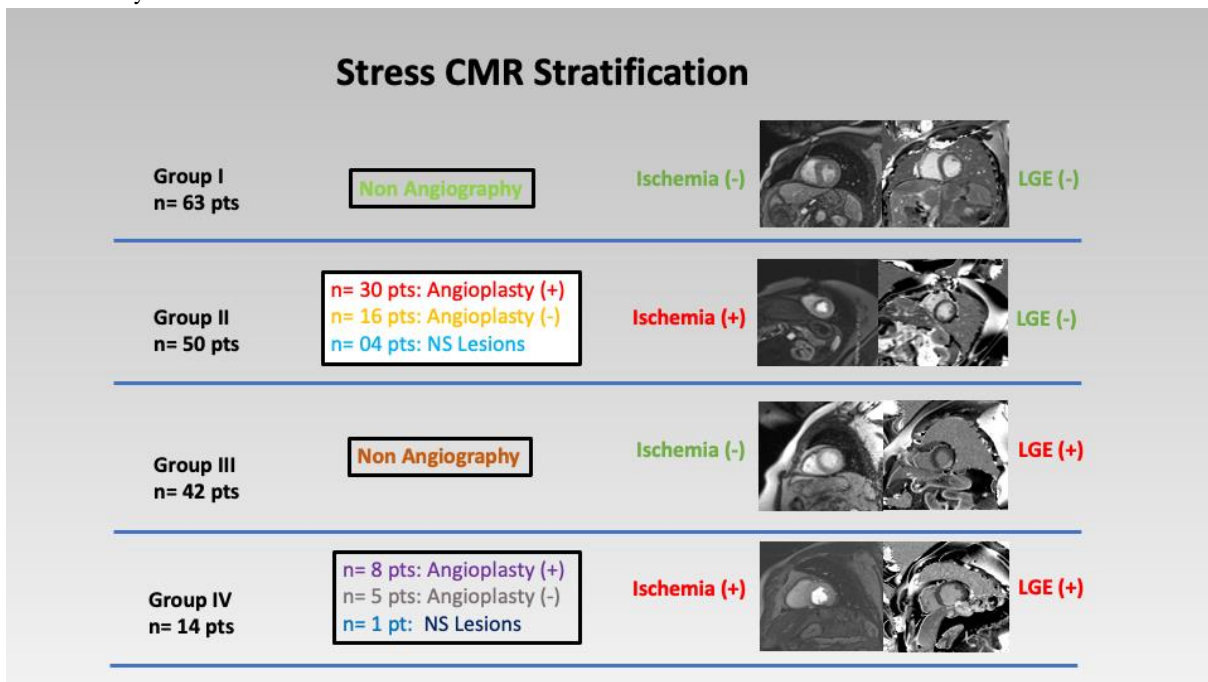 Stress CMR Stratification
Group I
n= 63 pts
Non Angiography
Ischemia (-)
LGE (-)
Group II
n= 50 pts
n= 30 pts: Angioplasty (+)
n= 16 pts: Angioplasty (-)
n= 04 pts: NS Lesions
Ischemia (+)
LGE (-)
Group III
n= 42 pts
Non Angiography
Ischemia (-)
LGE (+)
Group IV
n= 14 pts
n= 8 pts: Angioplasty (+)
n= 5 pts: Angioplasty (-)
n= 1 pt: NS Lesions
Ischemia (+)
LGE (+)